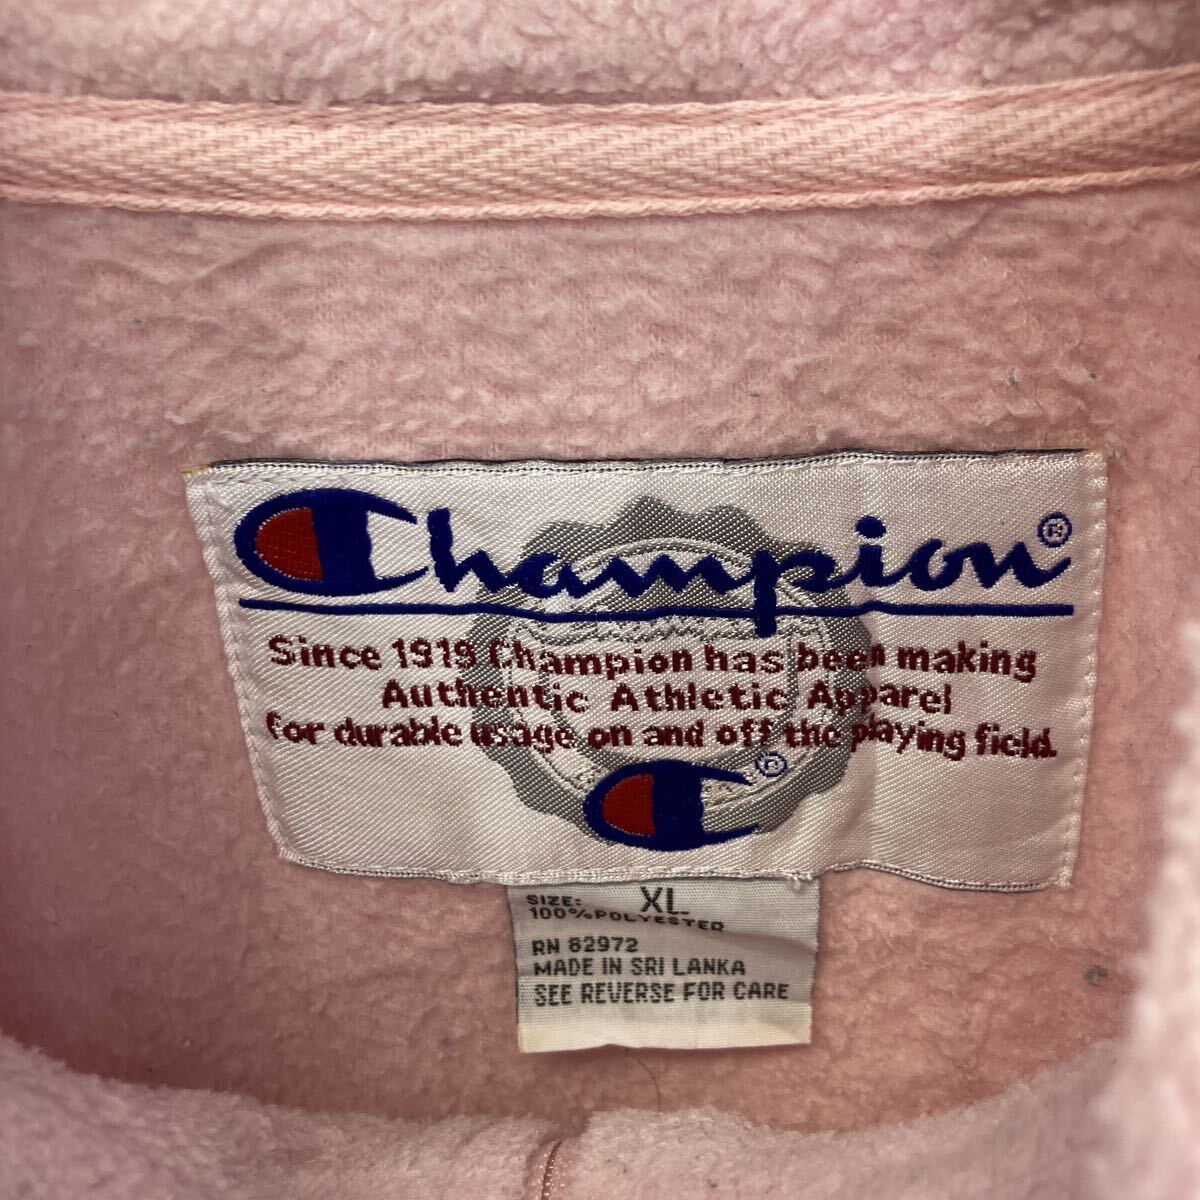 Champion®
Since 1919 Champion has been making
Authentic Athletic Apparel
for durable usage on and off the playing field.
®
SIZE: XL
100%POLYESTER
RN 82972
MADE IN SRI LANKA
SEE REVERSE FOR CARE